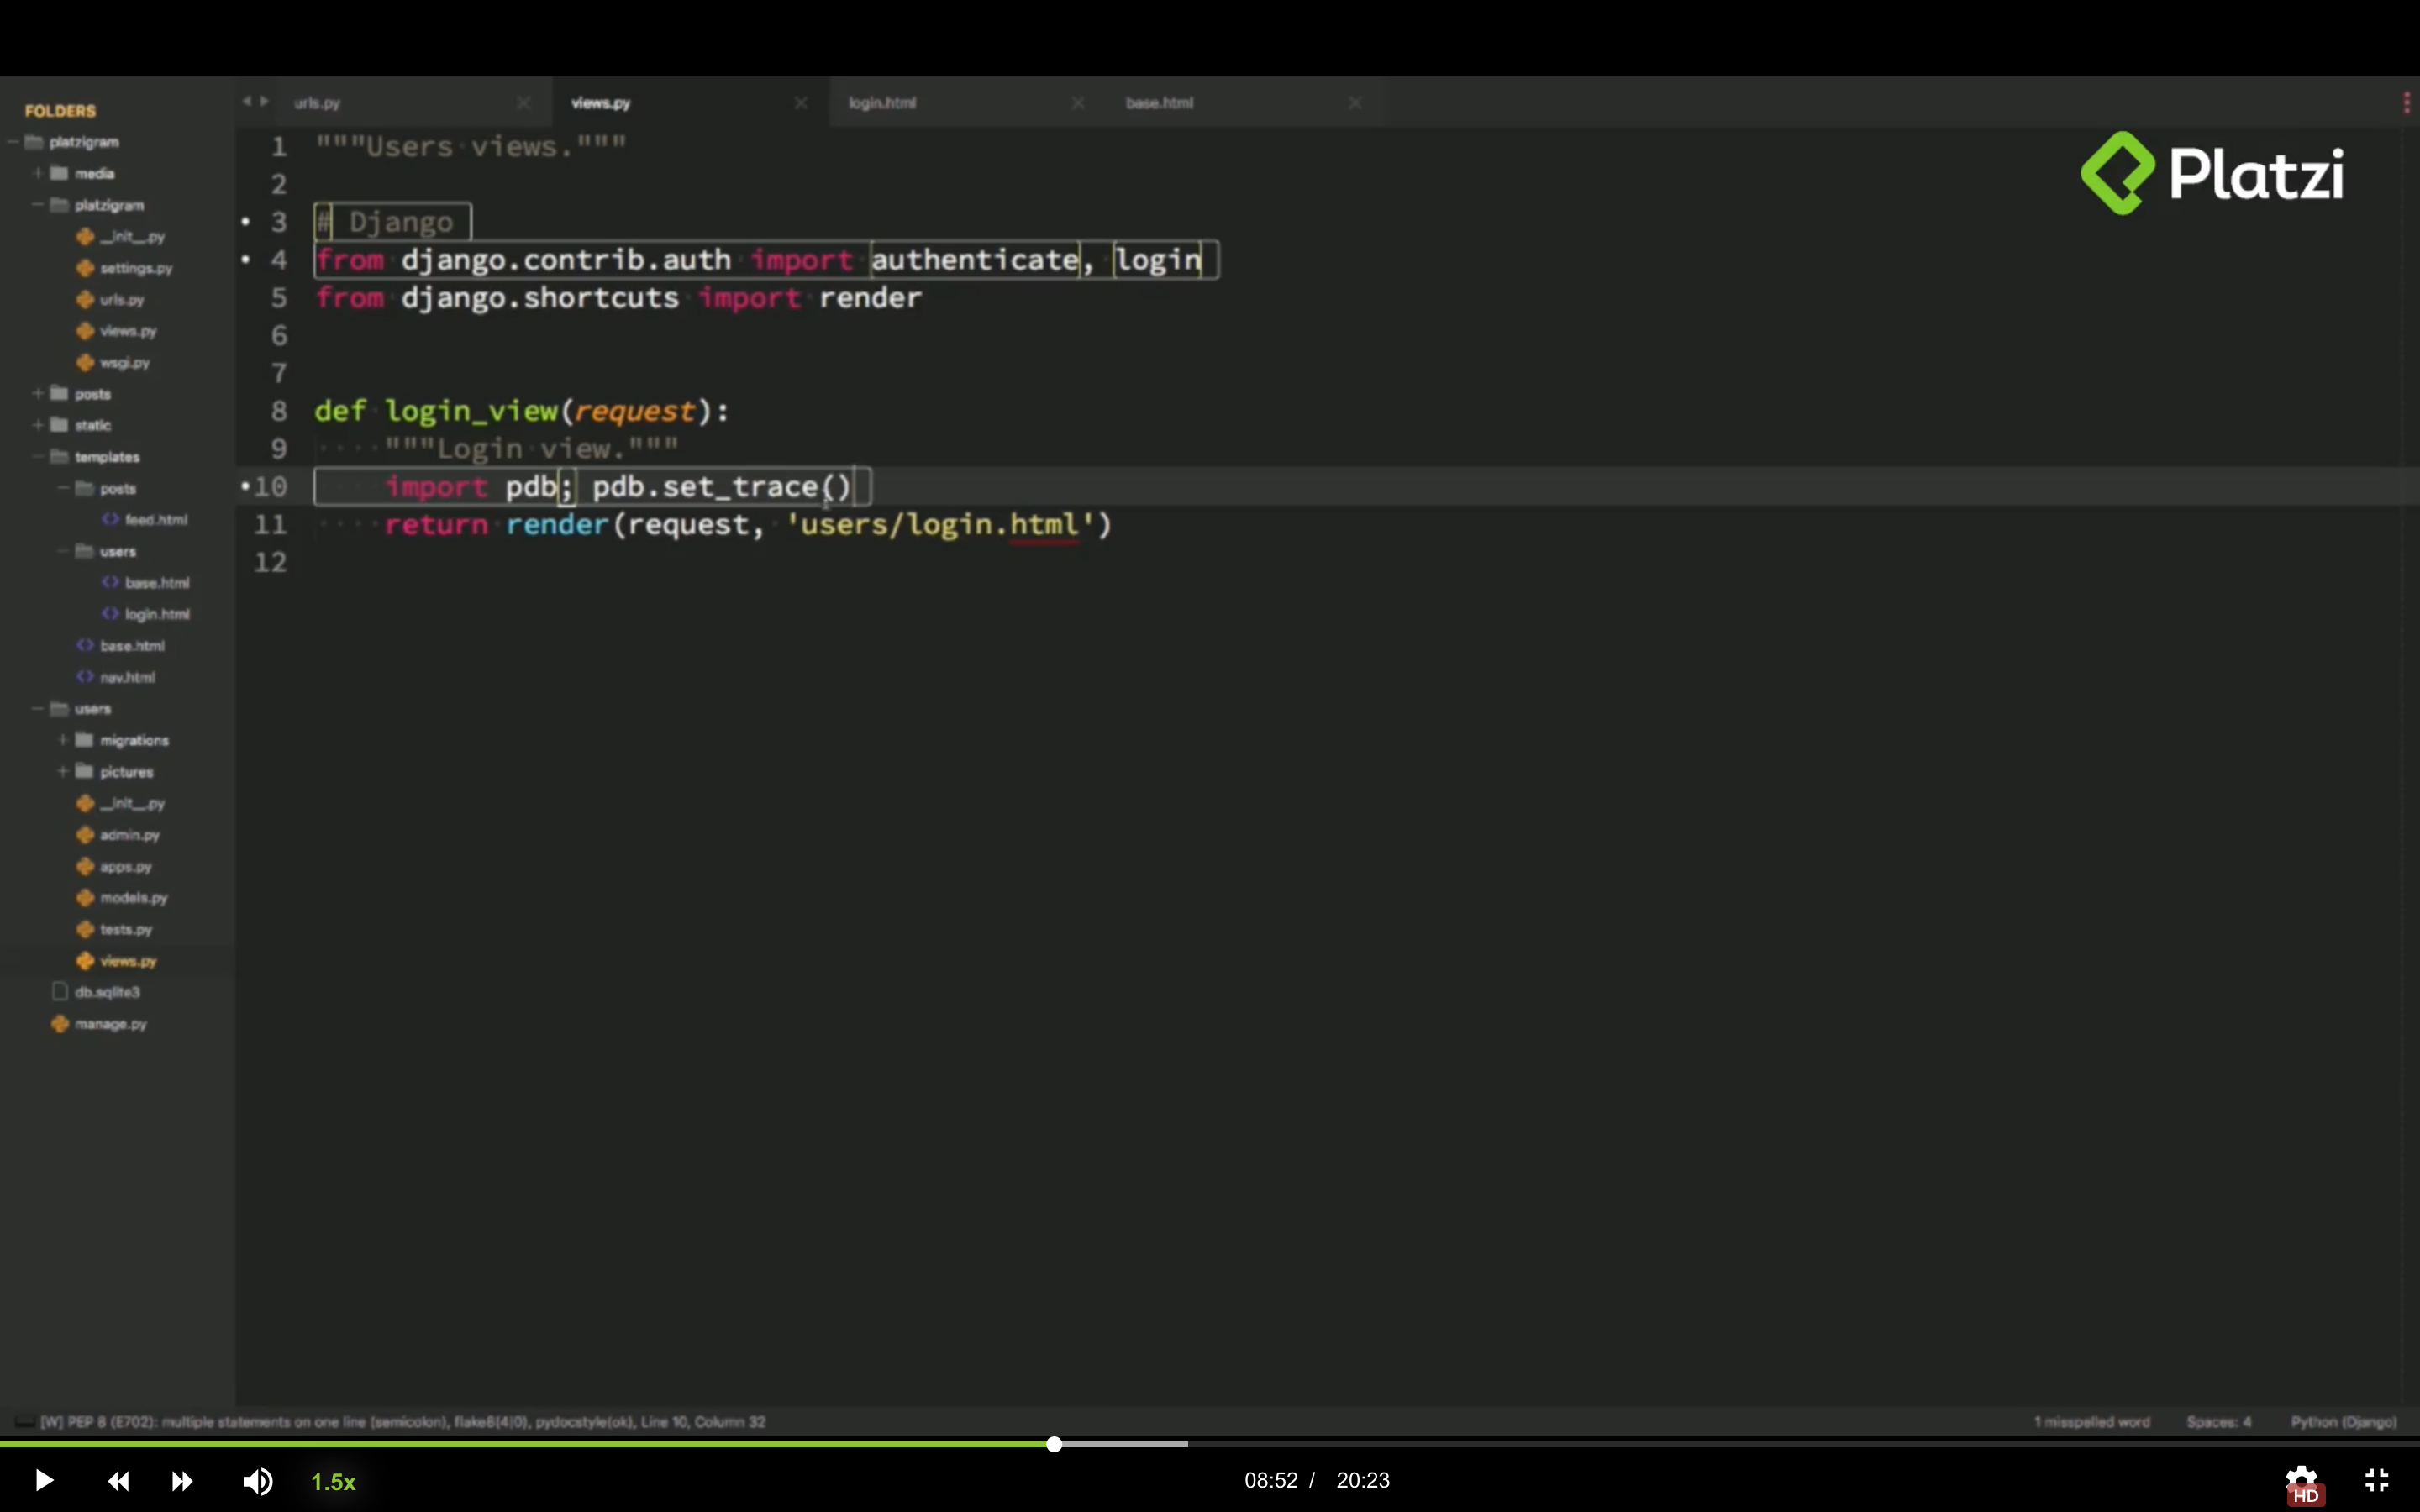 FOLDERS
platzigram
media
platzigram
__init__.py
settings.py
urls.py
views.py
wsgi.py
posts
static
templates
posts
feed.html
users
base.html
login.html
base.html
nav.html
users
migrations
pictures
__init__.py
admin.py
apps.py
models.py
tests.py
views.py
db.sqlite3
manage.py
urls.py views.py login.html base.html
Platzi
1 """Users views."""
2
3 # Django
4 from django.contrib.auth import authenticate, login
5 from django.shortcuts import render
6
7
8 def login_view(request):
9     """Login view."""
10     import pdb; pdb.set_trace()
11     return render(request, 'users/login.html')
12
[W] PEP 8 (E702): multiple statements on one line (semicolon), flake8(4|0), pydocstyle(ok), Line 10, Column 32
1 misspelled word Spaces: 4 Python (Django)
1.5x 08:52 / 20:23 HD